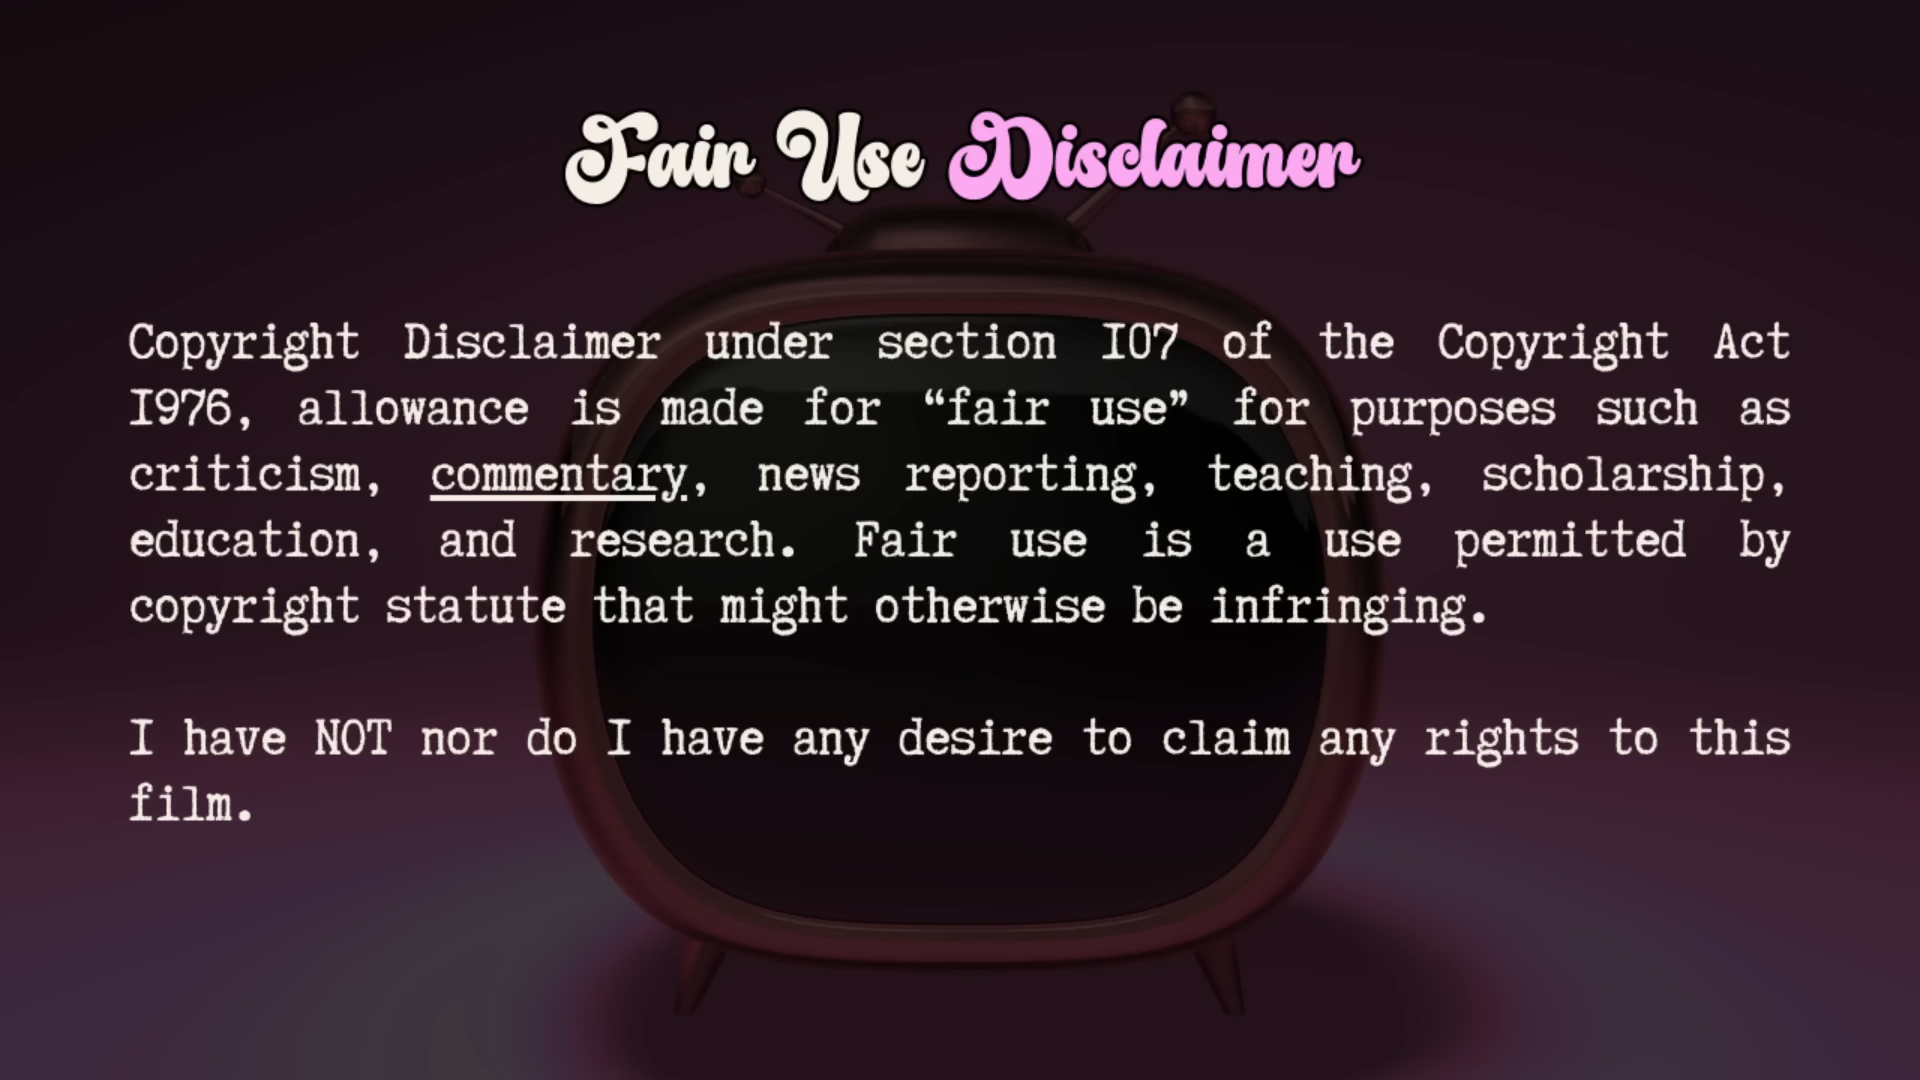 Fair Use Disclaimer
Copyright Disclaimer under section I07 of the Copyright Act
I976, allowance is made for “fair use” for purposes such as
criticism, commentary, news reporting, teaching, scholarship,
education, and research. Fair use is a use permitted by
copyright statute that might otherwise be infringing.
I have NOT nor do I have any desire to claim any rights to this
film.